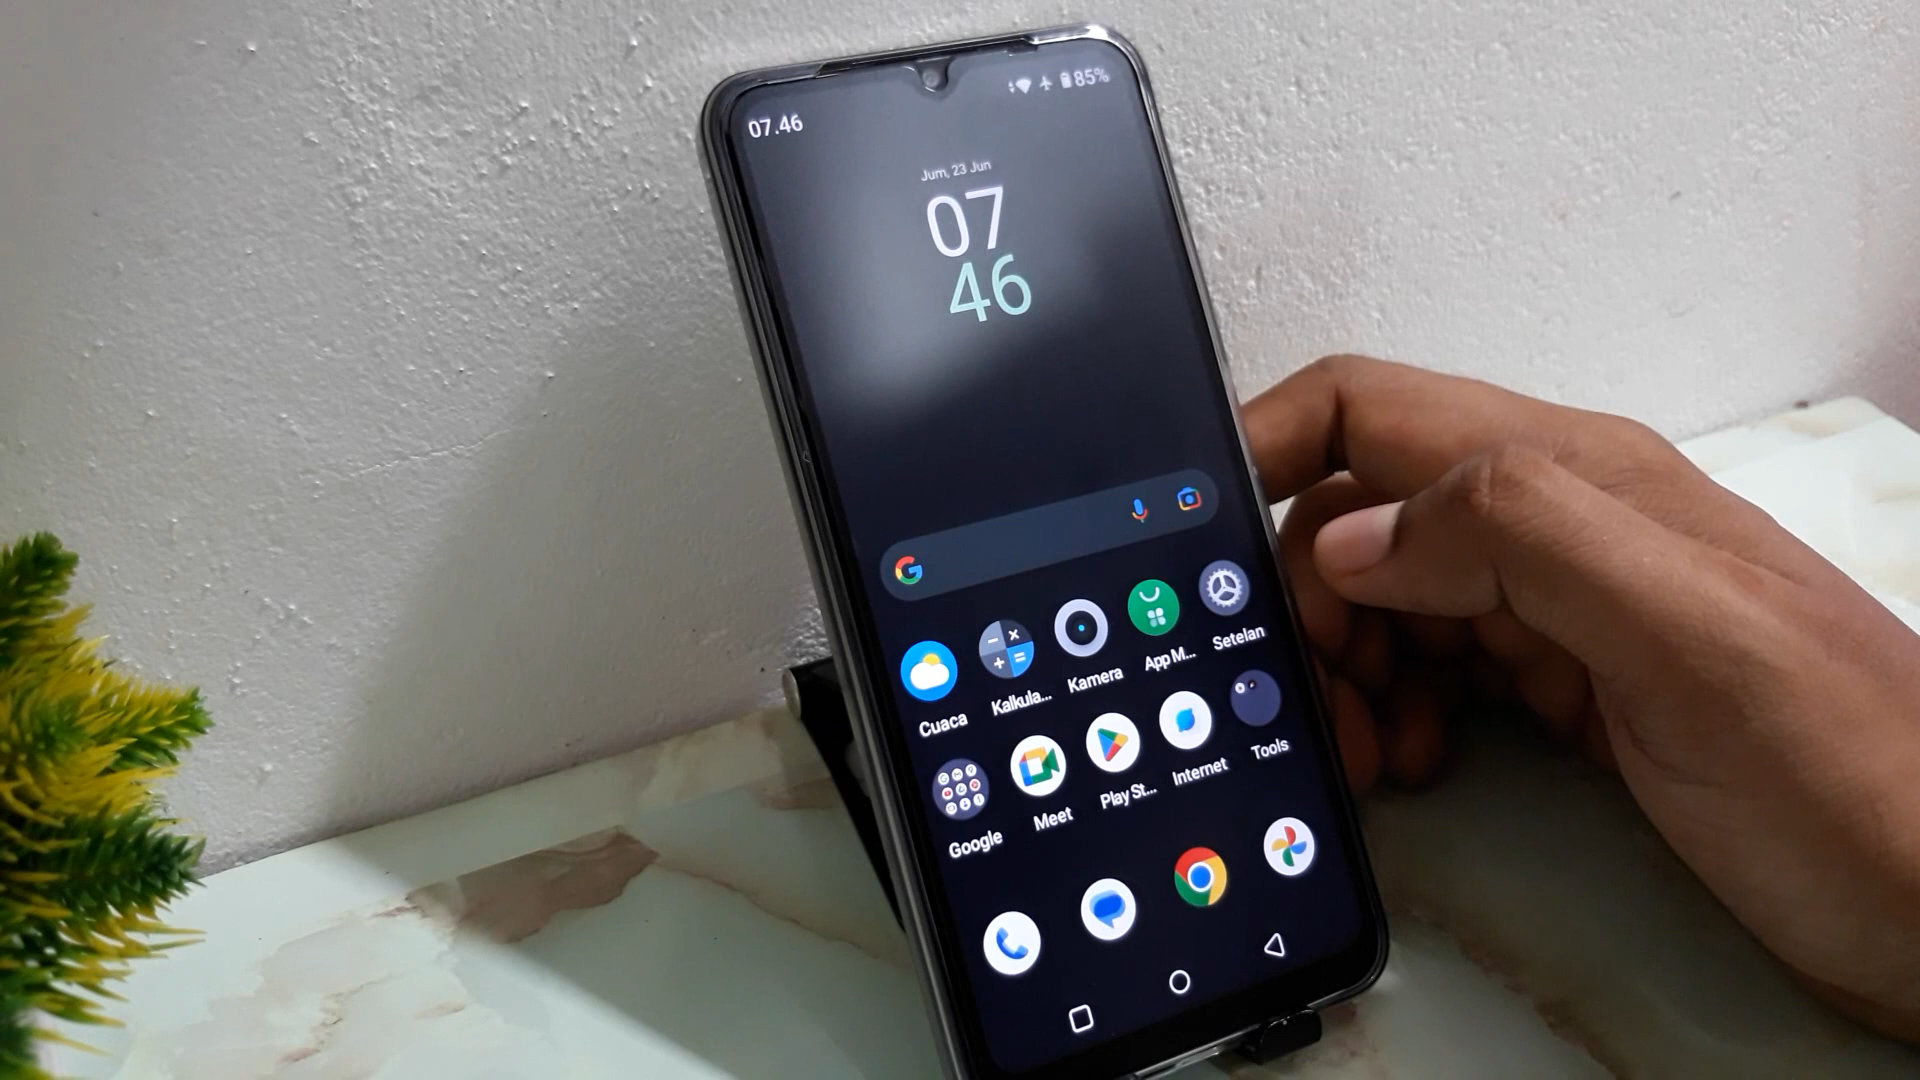 85%
07.46
Jum, 23 Jun
07
46
Cuaca
Kalkula...
Kamera
App M...
Setelan
Google
Meet
Play St...
Internet
Tools